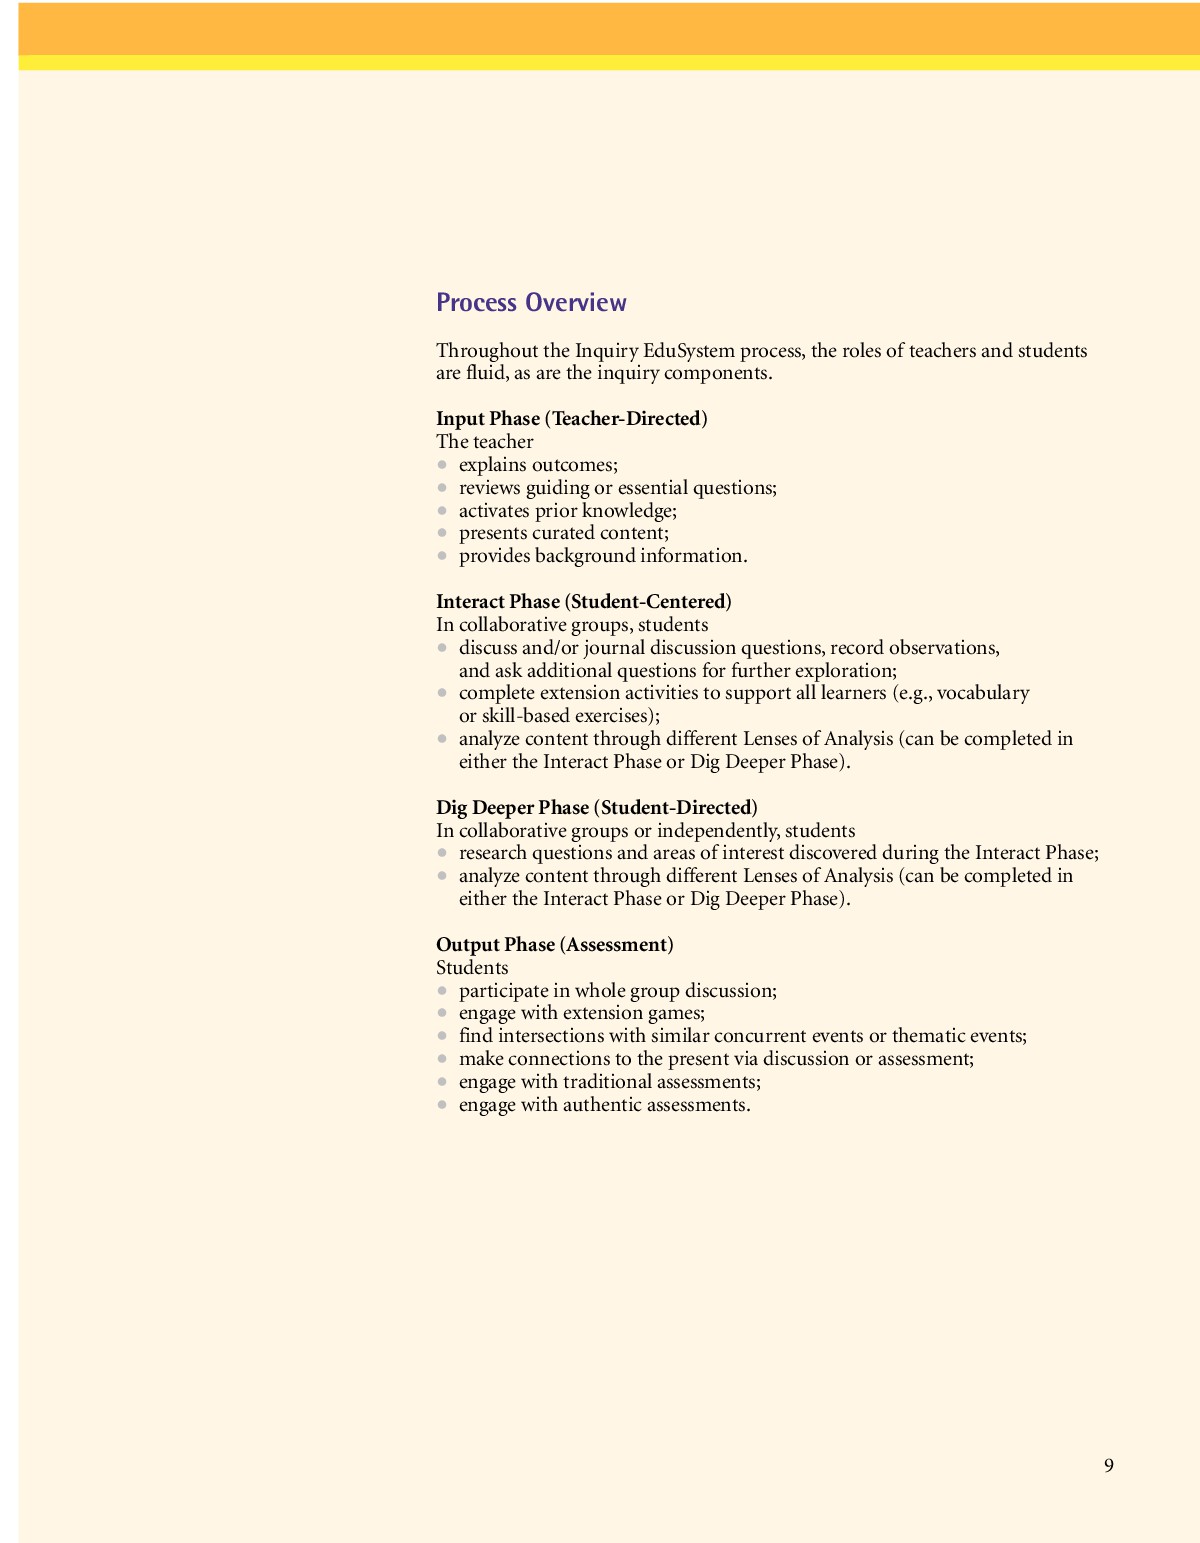 Process Overview
Throughout the Inquiry EduSystem process, the roles of teachers and students
are fluid, as are the inquiry components.
Input Phase (Teacher-Directed)
The teacher
• explains outcomes;
• reviews guiding or essential questions;
• activates prior knowledge;
• presents curated content;
• provides background information.
Interact Phase (Student-Centered)
In collaborative groups, students
• discuss and/or journal discussion questions, record observations,
and ask additional questions for further exploration;
• complete extension activities to support all learners (e.g., vocabulary
or skill-based exercises);
• analyze content through different Lenses of Analysis (can be completed in
either the Interact Phase or Dig Deeper Phase).
Dig Deeper Phase (Student-Directed)
In collaborative groups or independently, students
• research questions and areas of interest discovered during the Interact Phase;
• analyze content through different Lenses of Analysis (can be completed in
either the Interact Phase or Dig Deeper Phase).
Output Phase (Assessment)
Students
• participate in whole group discussion;
• engage with extension games;
• find intersections with similar concurrent events or thematic events;
• make connections to the present via discussion or assessment;
• engage with traditional assessments;
• engage with authentic assessments.
9